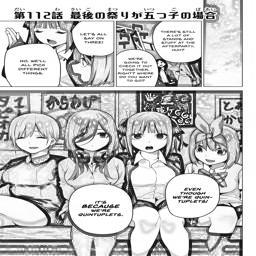 第112話 最後の祭りが五つ子の場合
THERE'S STILL
A LOT OF
STANDS AND
STUFF AT THE
AFTERPARTY,
HUH?
WE'RE
GOING TO
CHECK IT OUT
TOGETHER,
RIGHT? WHERE
DO YOU WANT
TO GO?
LET'S ALL
SAY ON
THREE!
NO, WE'LL
ALL PICK
DIFFERENT
THINGS.
EVEN
THOUGH
WE'RE QUIN-
TUPLETS!
IT'S
BECAUSE
WE'RE
QUINTUPLETS.